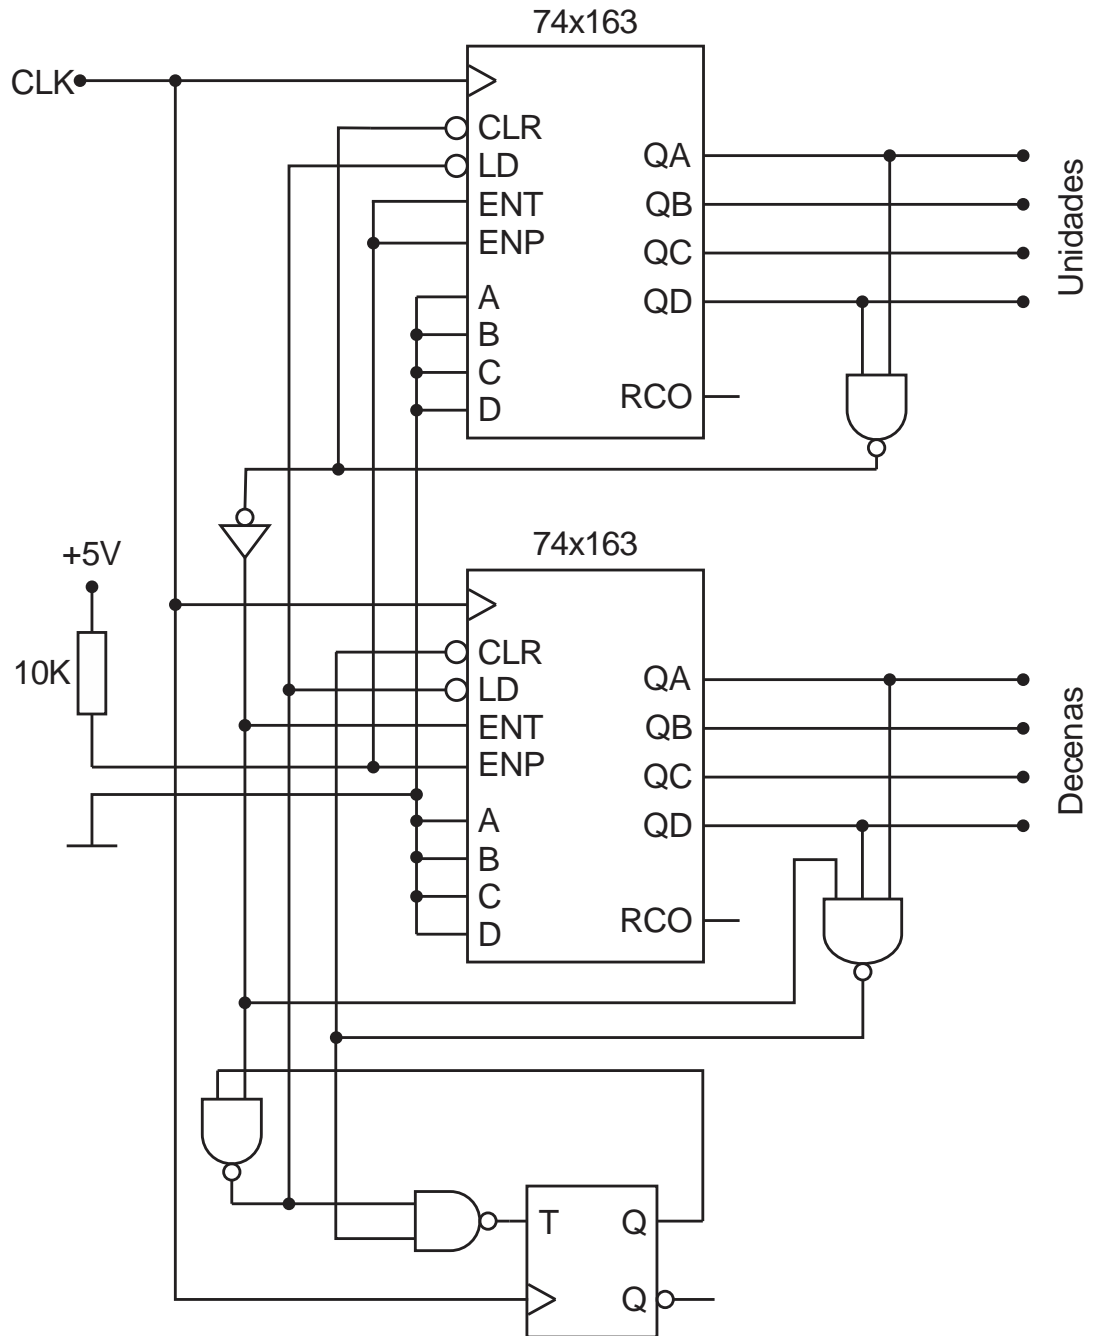 74x163
CLK
CLR
LD
ENT
ENP
A
B
C
D
QA
QB
QC
QD
RCO
Unidades
+5V
10K
74x163
CLR
LD
ENT
ENP
A
B
C
D
QA
QB
QC
QD
RCO
Decenas
T
Q
Q